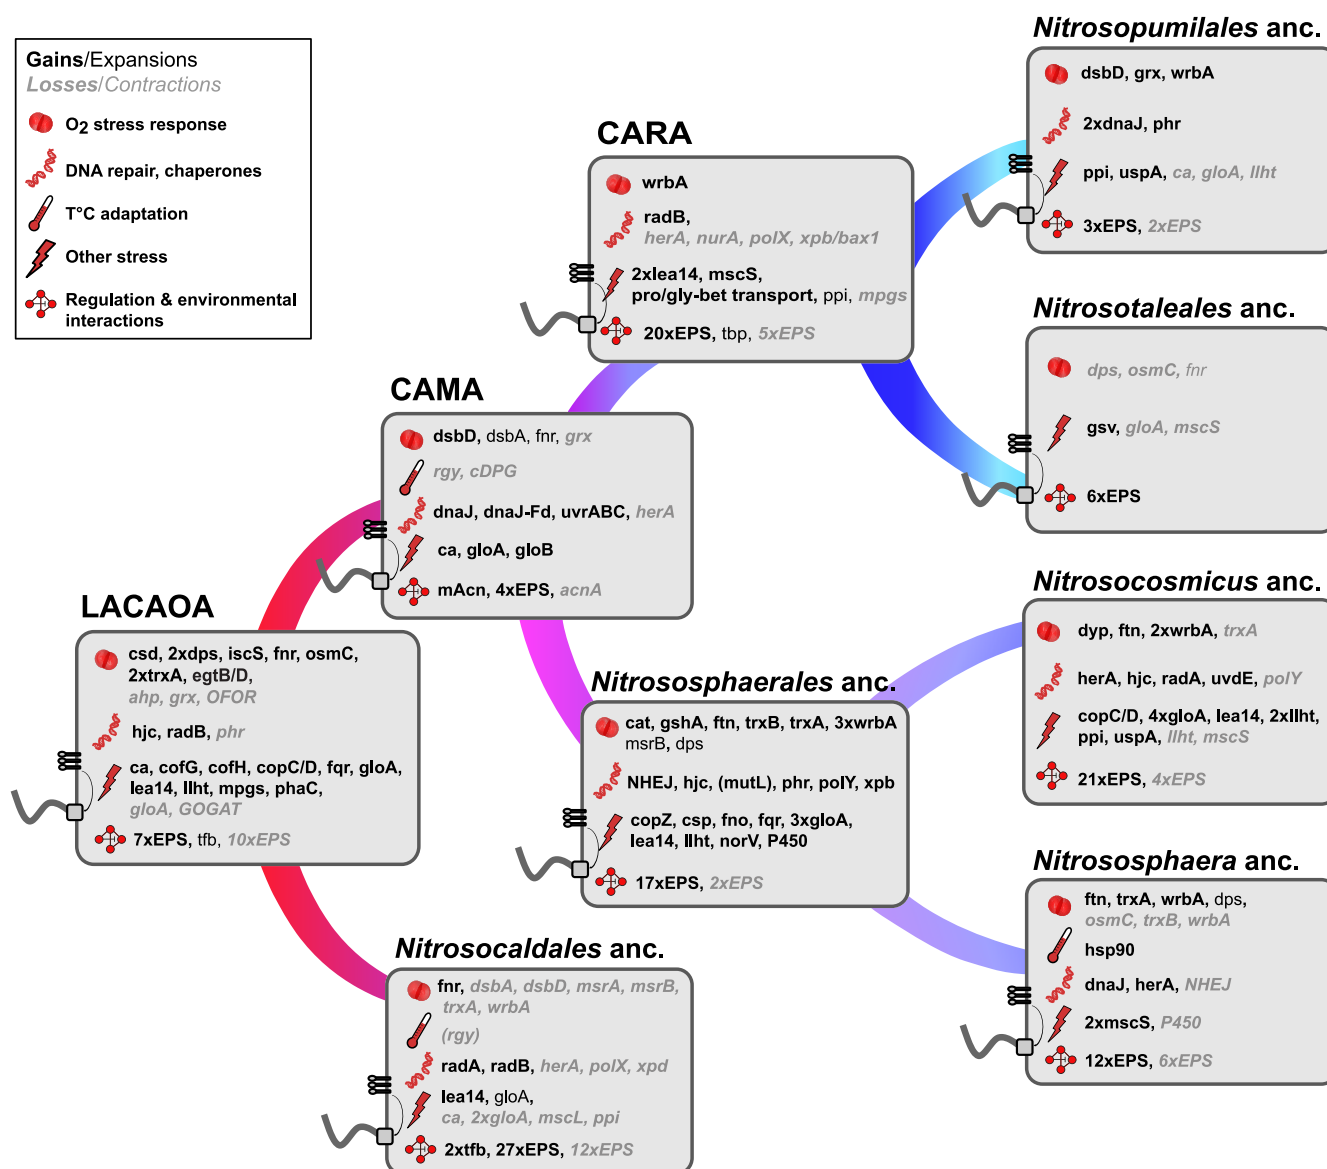 Gains/Expansions
Losses/Contractions
O2 stress response
DNA repair, chaperones
T°C adaptation
Other stress
Regulation & environmental
interactions
Nitrosopumilales anc.
dsbD, grx, wrbA
2xdnaJ, phr
ppi, uspA, ca, gloA, llht
3xEPS, 2xEPS
CARA
wrbA
radB,
herA, nurA, polX, xpb/bax1
2xlea14, mscS,
pro/gly-bet transport, ppi, mpgs
20xEPS, tbp, 5xEPS
Nitrosotaleales anc.
dps, osmC, fnr
gsv, gloA, mscS
6xEPS
CAMA
dsbD, dsbA, fnr, grx
rgy, cDPG
dnaJ, dnaJ-Fd, uvrABC, herA
ca, gloA, gloB
mAcn, 4xEPS, acnA
LACAOA
csd, 2xdps, iscS, fnr, osmC,
2xtrxA, egtB/D,
ahp, grx, OFOR
hjc, radB, phr
ca, cofG, cofH, copC/D, fqr, gloA,
lea14, llht, mpgs, phaC,
gloA, GOGAT
7xEPS, tfb, 10xEPS
Nitrosocosmicus anc.
dyp, ftn, 2xwrbA, trxA
herA, hjc, radA, uvdE, polY
copC/D, 4xgloA, lea14, 2xllht,
ppi, uspA, llht, mscS
21xEPS, 4xEPS
Nitrososphaerales anc.
cat, gshA, ftn, trxB, trxA, 3xwrbA
msrB, dps
NHEJ, hjc, (mutL), phr, polY, xpb
copZ, csp, fno, fqr, 3xgloA,
lea14, llht, norV, P450
17xEPS, 2xEPS
Nitrososphaera anc.
ftn, trxA, wrbA, dps,
osmC, trxB, wrbA
hsp90
dnaJ, herA, NHEJ
2xmscS, P450
12xEPS, 6xEPS
Nitrosocaldales anc.
fnr, dsbA, dsbD, msrA, msrB,
trxA, wrbA
(rgy)
radA, radB, herA, polX, xpd
lea14, gloA,
ca, 2xgloA, mscL, ppi
2xtfb, 27xEPS, 12xEPS